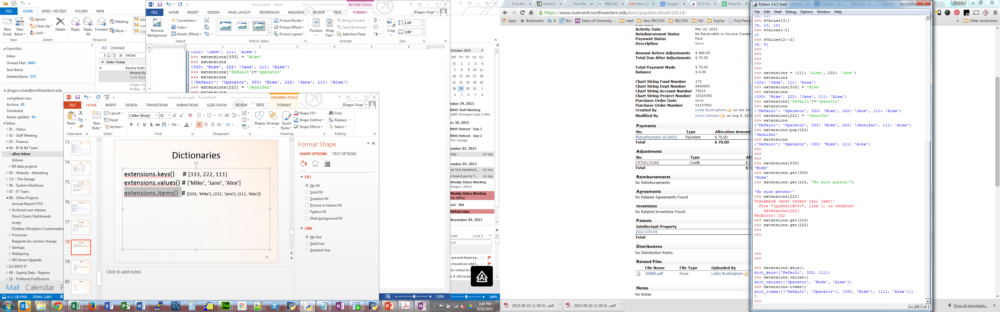 FILE HOME SEND / RECEIVE FOLDER VIEW
New Email
New Items
Ignore
Clean Up
Junk
Delete
Reply
Reply All
Forward
Meeting
More
New
Delete
Respond
Favorites
Inbox
Unread Mail 3667
Sent Items
Deleted Items 577
dragos.visan@northwestern.edu
completed misc
Archive 39
Scheduled
Asana updates 56
Inbox
01 - Status
02 - Staff Meeting
03 - Finance
04 - IP & IM Team
aBev inbox
iEdison
IM data projects
05 - Website - Marketing
5.5 - The Garage
06 - System Interfaces
07 - IT Team
08 - Other Projects
Annual Report FY15
Archived user inboxes
Direct Query Dashboards
ecopy
Flintbox GAnalytics Customizatio
Processes
Reagents Inv section change
Startups
Wellspring
WS Server Upgrade
8.5 INVO IT
09 - Sophia Data - Reports
10 - PriMgmt ProfDvlpmt
Mail Calendar P
11.1 GB FREE ITEMS: 2,002
All Unread
FROM
Date: Today
Beverly Ruth
Beverly Ruth
I will have
Dragos Vis
Hi Bev, Au
Document1 - Word
PICTURE TOOLS
FILE HOME INSERT DESIGN PAGE LAYOUT REFERENCES MAILINGS REVIEW VIEW FORMAT
Dragos Visan
Remove Background
Corrections
Color
Artistic Effects
Adjust
Picture Styles
Picture Border
Picture Effects
Picture Layout
Position
Wrap Text
Bring Forward
Send Backward
Selection Pane
Arrange
Crop
1.04"
3.66"
Size
{222: 'Jane', 111: 'Alex'}
>>> extensions[333] = 'Mike'
>>> extensions
{333: 'Mike', 222: 'Jane', 111: 'Alex'}
>>> extensions['Default']='Operator'
>>> extensions
{'Default': 'Operator', 333: 'Mike', 222: 'Jane', 111: 'Alex'}
>>> extensions[222] = 'Jennifer'
>>> extensions
130%
Lecture2_wn.pptx - PowerPoint
DRAWING TOOLS
FILE HOME INSERT DESIGN TRANSITIONS ANIMATIONS SLIDE SHOW REVIEW VIEW FORMAT
Dragos Visan
Paste
Clipboard
New Slide
Layout
Reset
Section
Slides
Calibri (Body) 32
Font
Paragraph
Shapes
Arrange
Quick Styles
Shape Fill
Shape Outline
Shape Effects
Drawing
Find
Replace
Select
Editing
73
74
75
76
77
78
79
80
Dictionaries
extensions.keys() # [333, 222, 111]
extensions.values() # ['Mike', 'Jane', 'Alex']
extensions.items() # [(333, 'Mike'), (222, 'Jane'), (111, 'Alex')]
78
Click to add notes
Format Shape
SHAPE OPTIONS TEXT OPTIONS
FILL
No fill
Solid fill
Gradient fill
Picture or texture fill
Pattern fill
Slide background fill
LINE
No line
Solid line
Gradient line
October 2015
WE TH FR SA SU
30 1 2 3 4
7 8 9 10 11
14 15 16 17 18
21 22 23 24 25
28 29 30 31 1
4 5 6 7 8
tober 29, 2015
INVO Staff Meeting
1800 Sherman Suite 5-504...
er 30, 2015
INVO Retreat - Day 2
INVO Retreat - Day 2
The Garage
ember 02, 2015
entry All day
ember 03, 2015
nia Test Update/S... All day
e from 6 pm to 7... All day
Weekly Status Meeting
Dragos' office
Weekly Status Meeting
My Office
out - tbd
DePaul class
November 04, 2015
From A to Z
task
present them be...
should we add t...
ior notice to b
is it still locke
100%
3:40 PM
9/22/2015
Find Reco
ActiveGiv
Find Reco
ORA-009
Inbox (11
Google C
2015 Run
Pizza Par
https://www.nuinvent.northwestern.edu/kms/payable/detail/16514/
Apps Bookmarks A Box Status of University ... read New RECONS RECONS NU Sophia Find Perso
Due Date None
Activity Date Mar 26, 2015
Reimbursement Status No Receivable or Invoice Create
Payment Status Paid
Description None
Amount Before Adjustments $ 868.00
Total Due After Adjustments $ 70.00
Total Payment Made $ 70.00
Balance $ 0.00
Chart String Fund Number 172
Chart String Dept Number 8400000
Chart String Account Number 75010
Chart String Project Number 10029350
Purchase Order Date None
Purchase Order Number 01137501
Created By Lolita Buckingham on Jun 24
Modified By Kevin Johnson on Aug 5, 201
Payments
No. Type Allocation Amount
PlutusPayment id:16032 Payment $ 70.00
Total $ 70.00
Adjustments
No. Type Al
CRT00132360 Credit $ (
Total $ (
Reimbursements
No Reimbursements
Agreements
No Related Agreements Found
Inventions
No Related Inventions Found
Patents
Intellectual Property
2012-070-04
Total
Distributions
No Distribution Points
Related Files
File Name File Type Uploaded By
3688lb.pdf None Lolita Buckingham
Notes
No Notes
2015-09-22-11-00-D....pdf
2015-09-22-11-00-D....pdf
Python 3.4.3 Shell
File Edit Shell Debug Options Window Help
[8, 10]
>>> eValues[3:]
[8, 10, 12]
>>> eValues[-2]
10
>>> eValues[2:-2]
[6, 8]
>>>
>>>
>>>
>>>
>>>
>>> extensions = {111: 'Alex', 222: 'Jane'}
>>> extensions
{222: 'Jane', 111: 'Alex'}
>>> extensions[333] = 'Mike'
>>> extensions
{333: 'Mike', 222: 'Jane', 111: 'Alex'}
>>> extensions['Default']='Operator'
>>> extensions
{'Default': 'Operator', 333: 'Mike', 222: 'Jane', 111: 'Alex'}
>>> extensions[222] = 'Jennifer'
>>> extensions
{'Default': 'Operator', 333: 'Mike', 222: 'Jennifer', 111: 'Alex'}
>>> extensions.pop(222)
'Jennifer'
>>> extensions
{'Default': 'Operator', 333: 'Mike', 111: 'Alex'}
>>>
>>>
>>>
>>> extensions[333]
'Mike'
>>> extensions.get(333)
'Mike'
>>> extensions.get(222, "No such person!")
'No such person!'
>>> extensions[222]
Traceback (most recent call last):
File "<pyshell#54>", line 1, in <module>
extensions[222]
KeyError: 222
>>> extensions.get(222)
>>> extensions.get(222)
>>>
>>>
>>>
>>>
>>> extensions.keys()
dict_keys(['Default', 333, 111])
>>> extensions.values()
dict_values(['Operator', 'Mike', 'Alex'])
>>> extensions.items()
dict_items([('Default', 'Operator'), (333, 'Mike'), (111, 'Alex')])
\
>>>
Ln: 105 Col: 1
Dragos
Other bookmarks
Show all downloads...